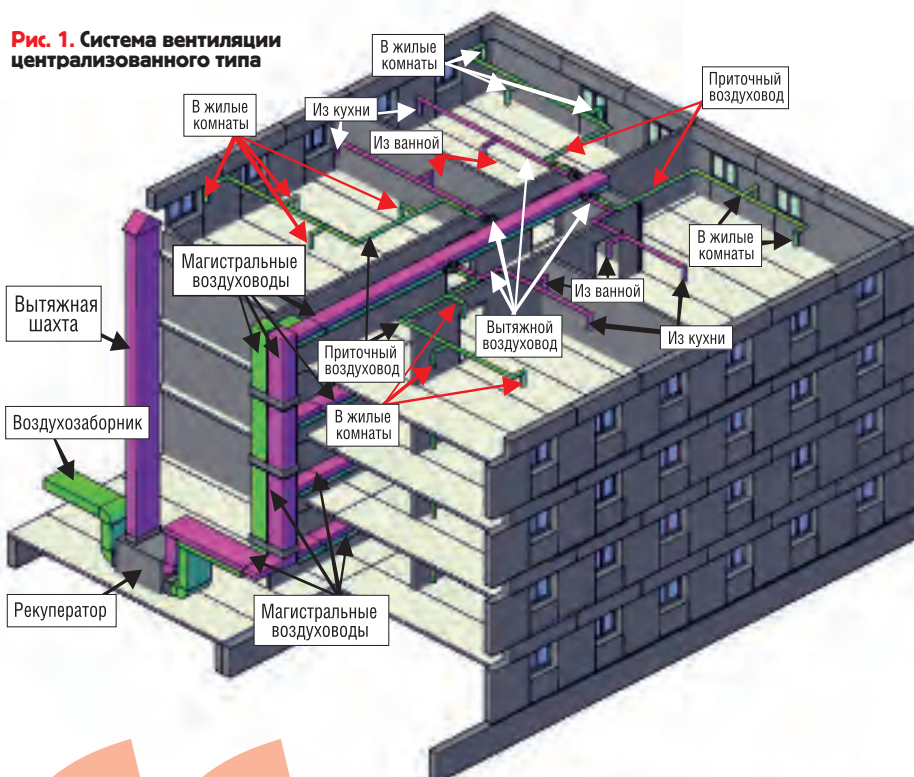 Рис. 1. Система вентиляции
централизованного типа
В жилые
комнаты
Приточный
воздуховод
В жилые
комнаты
Из кухни
Из ванной
Магистральные
воздуховоды
В жилые
комнаты
Вытяжная
шахта
Из ванной
Вытяжной
воздуховод
Из кухни
Приточный
воздуховод
В жилые
комнаты
Воздухозаборник
Рекуператор
Магистральные
воздуховоды